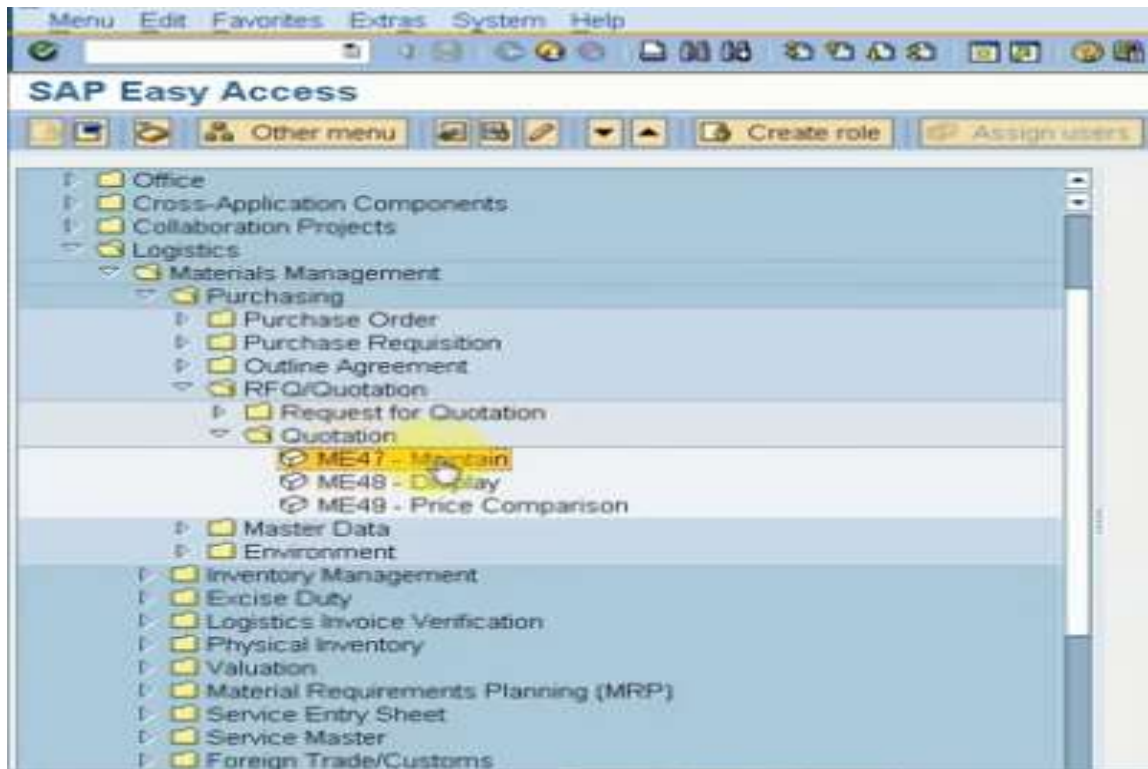 Menu Edit Favorites Extras System Help
SAP Easy Access
Other menu Create role Assign users
Office
Cross-Application Components
Collaboration Projects
Logistics
Materials Management
Purchasing
Purchase Order
Purchase Requisition
Outline Agreement
RFQ/Quotation
Request for Quotation
Quotation
ME47 - Maintain
ME48 - Display
ME49 - Price Comparison
Master Data
Environment
Inventory Management
Excise Duty
Logistics Invoice Verification
Physical Inventory
Valuation
Material Requirements Planning (MRP)
Service Entry Sheet
Service Master
Foreign Trade/Customs